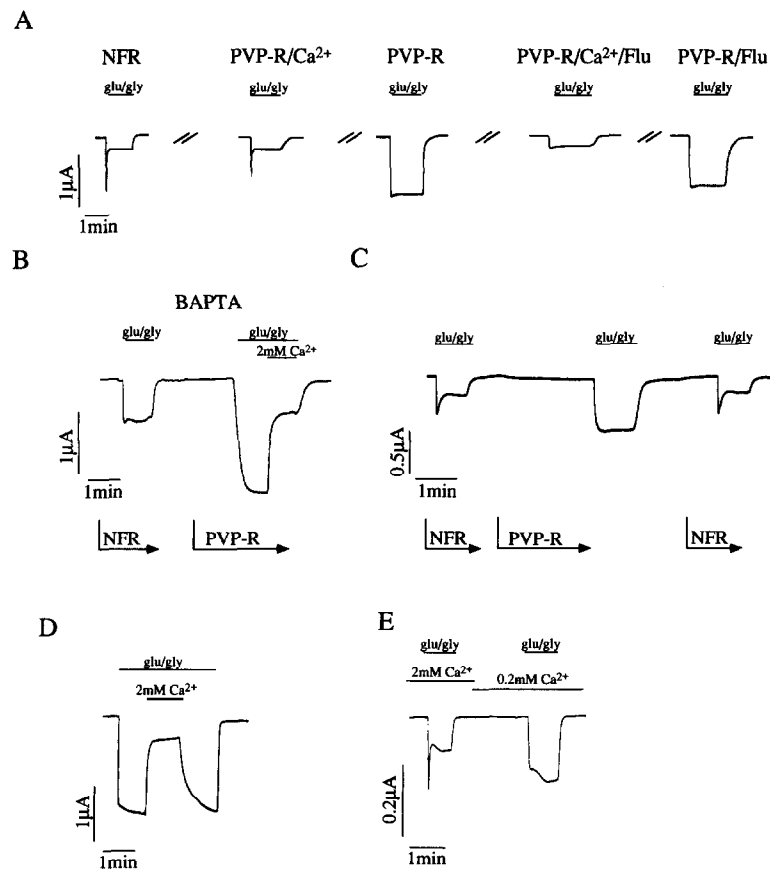 A
NFR PVP-R/Ca²⁺ PVP-R PVP-R/Ca²⁺/Flu PVP-R/Flu
glu/gly glu/gly glu/gly glu/gly glu/gly
1μA
1min
B
BAPTA
glu/gly glu/gly
2mM Ca²⁺
1μA
1min
NFR PVP-R
C
glu/gly glu/gly glu/gly
0.5μA
1min
NFR PVP-R NFR
D
glu/gly
2mM Ca²⁺
1μA
1min
E
glu/gly glu/gly
2mM Ca²⁺ 0.2mM Ca²⁺
0.2μA
1min